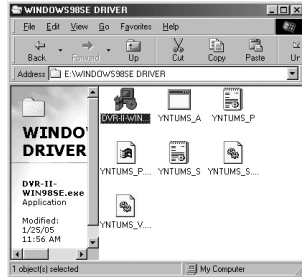 WINDOWS98SE DRIVER
File Edit View Go Favorites Help
Back Forward Up Cut Copy Paste Ur
Address E:\WINDOWS98SE DRIVER
WINDO
DRIVER
DVR-II-
WIN98SE.exe
Application
Modified:
1/25/05
11:56 AM
DVR-II-WIN... YNTUMS_A YNTUMS_P
YNTUMS_P.... YNTUMS_S YNTUMS_S....
YNTUMS_V....
1 object(s) selected My Computer